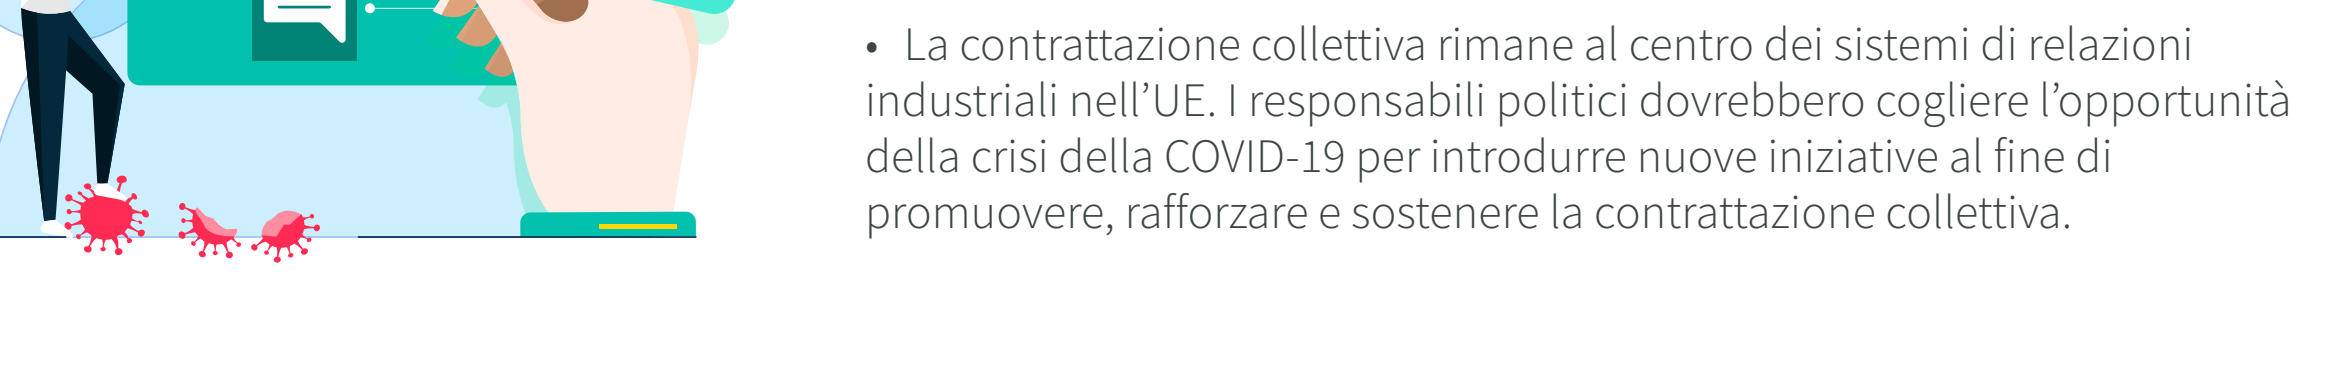 • La contrattazione collettiva rimane al centro dei sistemi di relazioni
industriali nell’UE. I responsabili politici dovrebbero cogliere l’opportunità
della crisi della COVID-19 per introdurre nuove iniziative al fine di
promuovere, rafforzare e sostenere la contrattazione collettiva.